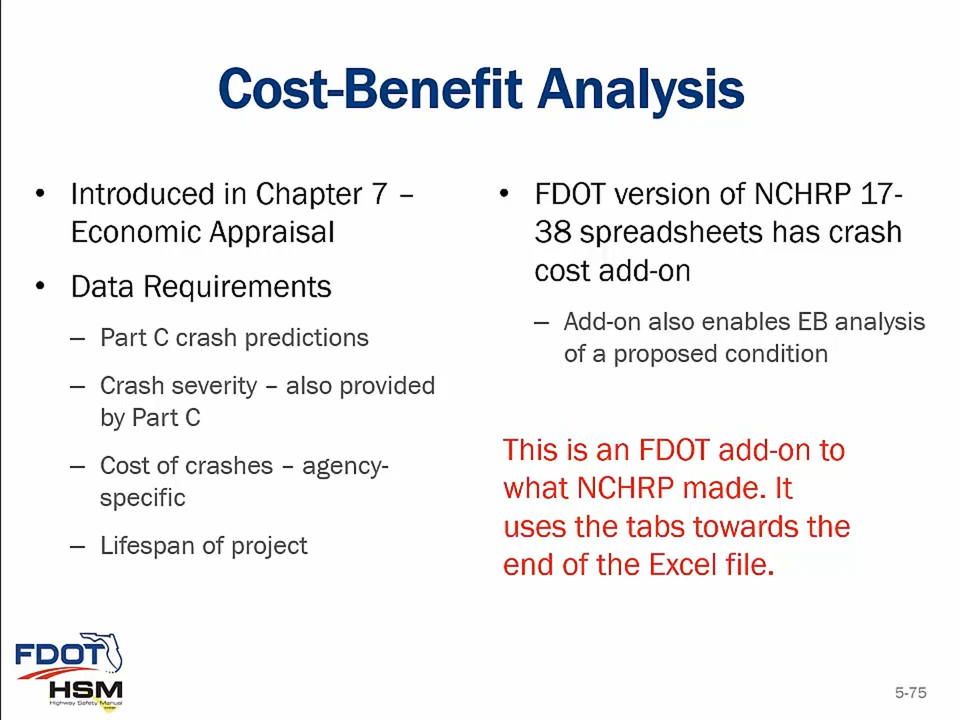 Cost-Benefit Analysis
• Introduced in Chapter 7 –
Economic Appraisal
• Data Requirements
– Part C crash predictions
– Crash severity – also provided
by Part C
– Cost of crashes – agency-
specific
– Lifespan of project
• FDOT version of NCHRP 17-
38 spreadsheets has crash
cost add-on
– Add-on also enables EB analysis
of a proposed condition
This is an FDOT add-on to
what NCHRP made. It
uses the tabs towards the
end of the Excel file.
FDOT
HSM
Highway Safety Manual
5-75